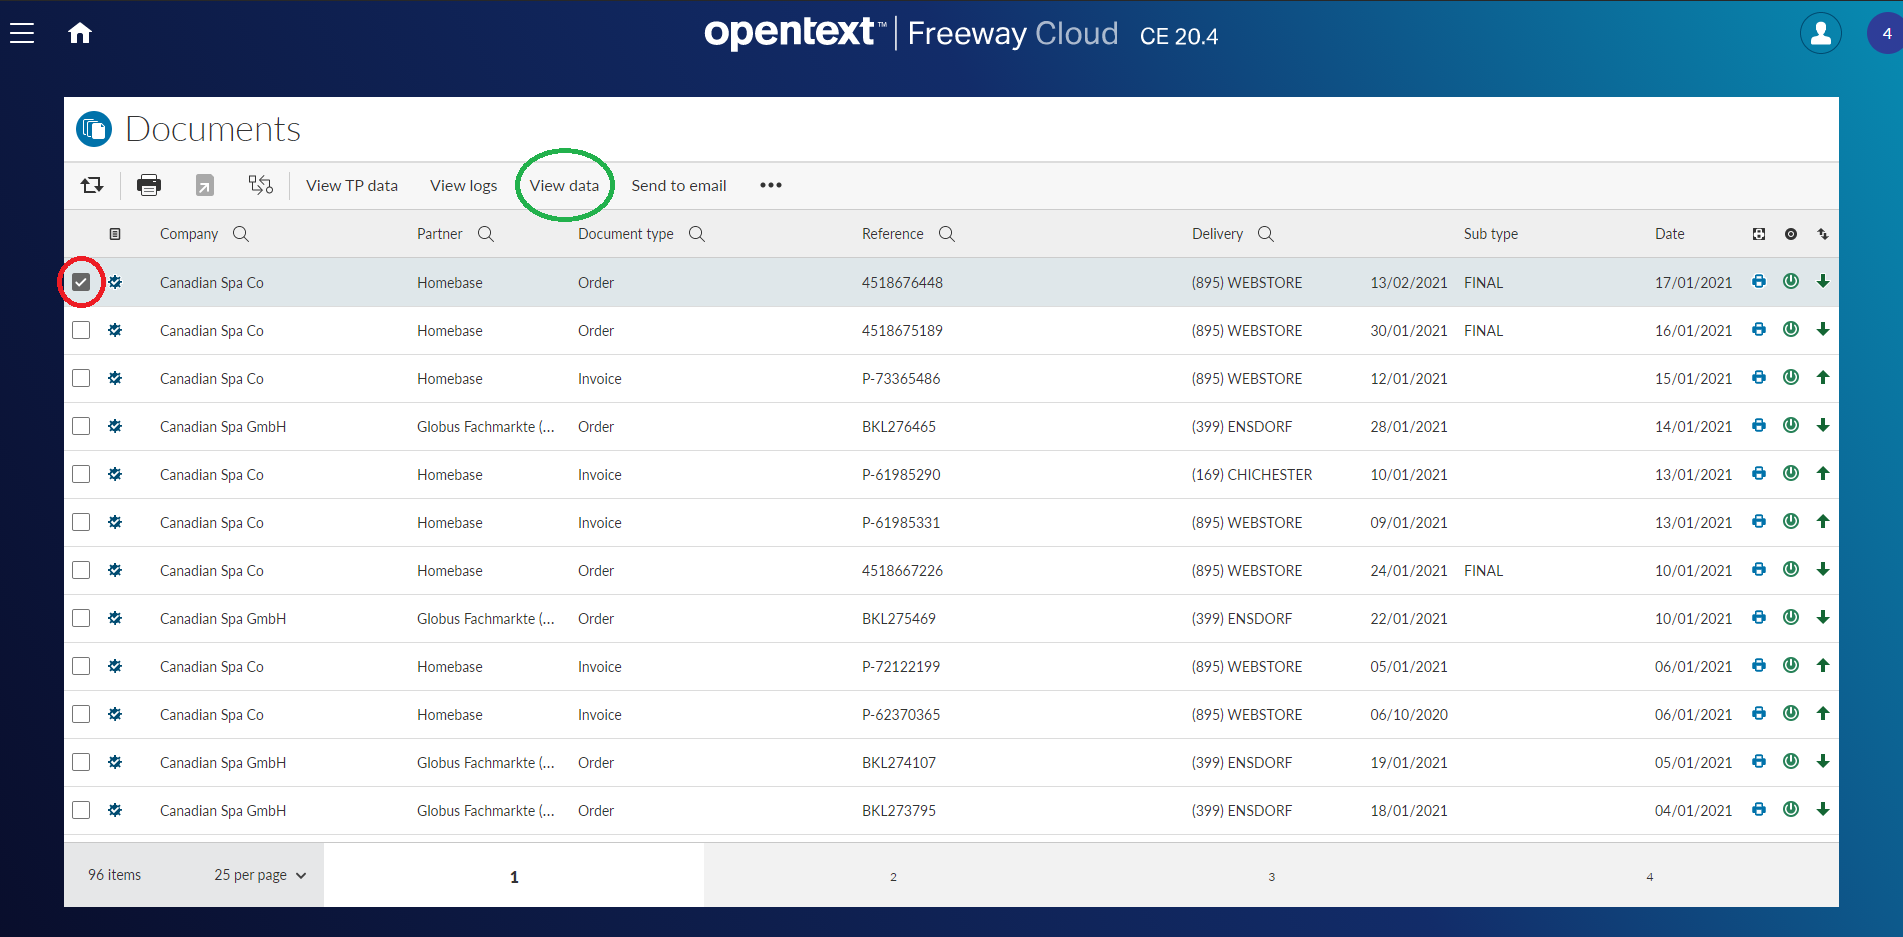 opentext™ | Freeway Cloud CE 20.4
4
Documents
View TP data View logs View data Send to email •••
Company Partner Document type Reference Delivery Sub type Date
Canadian Spa Co Homebase Order 4518676448 (895) WEBSTORE 13/02/2021 FINAL 17/01/2021
Canadian Spa Co Homebase Order 4518675189 (895) WEBSTORE 30/01/2021 FINAL 16/01/2021
Canadian Spa Co Homebase Invoice P-73365486 (895) WEBSTORE 12/01/2021 15/01/2021
Canadian Spa GmbH Globus Fachmarkte (... Order BKL276465 (399) ENSDORF 28/01/2021 14/01/2021
Canadian Spa Co Homebase Invoice P-61985290 (169) CHICHESTER 10/01/2021 13/01/2021
Canadian Spa Co Homebase Invoice P-61985331 (895) WEBSTORE 09/01/2021 13/01/2021
Canadian Spa Co Homebase Order 4518667226 (895) WEBSTORE 24/01/2021 FINAL 10/01/2021
Canadian Spa GmbH Globus Fachmarkte (... Order BKL275469 (399) ENSDORF 22/01/2021 10/01/2021
Canadian Spa Co Homebase Invoice P-72122199 (895) WEBSTORE 05/01/2021 06/01/2021
Canadian Spa Co Homebase Invoice P-62370365 (895) WEBSTORE 06/10/2020 06/01/2021
Canadian Spa GmbH Globus Fachmarkte (... Order BKL274107 (399) ENSDORF 19/01/2021 05/01/2021
Canadian Spa GmbH Globus Fachmarkte (... Order BKL273795 (399) ENSDORF 18/01/2021 04/01/2021
96 items 25 per page 1 2 3 4